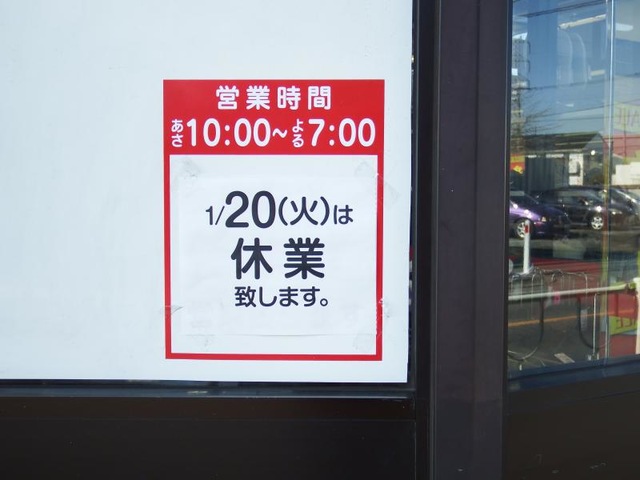 営業時間
あさ10:00~よる7:00
1/20(火)は
休業
致します。